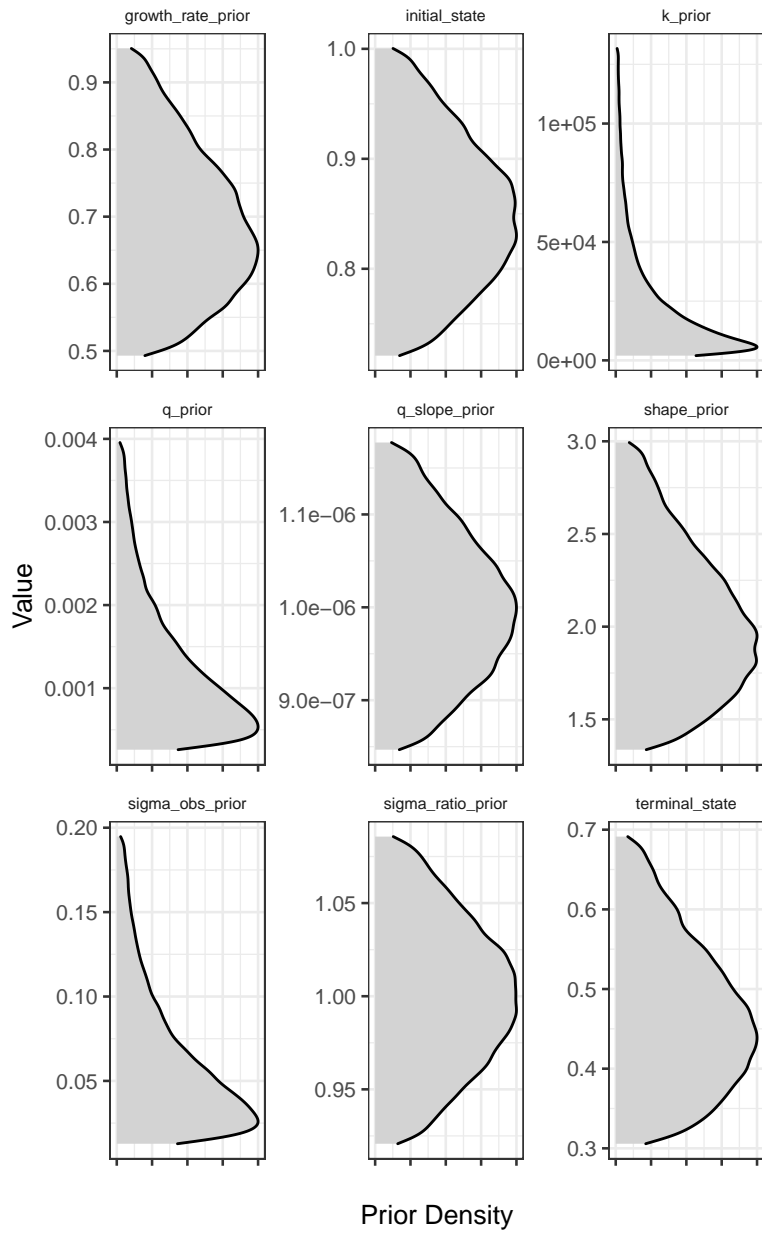 growth_rate_prior
initial_state
k_prior
0.9
0.8
0.7
0.6
0.5
1.0
0.9
0.8
1e+05
5e+04
0e+00
q_prior
q_slope_prior
shape_prior
0.004
0.003
0.002
0.001
1.1e−06
1.0e−06
9.0e−07
3.0
2.5
2.0
1.5
Value
sigma_obs_prior
sigma_ratio_prior
terminal_state
0.20
0.15
0.10
0.05
1.05
1.00
0.95
0.7
0.6
0.5
0.4
0.3
Prior Density